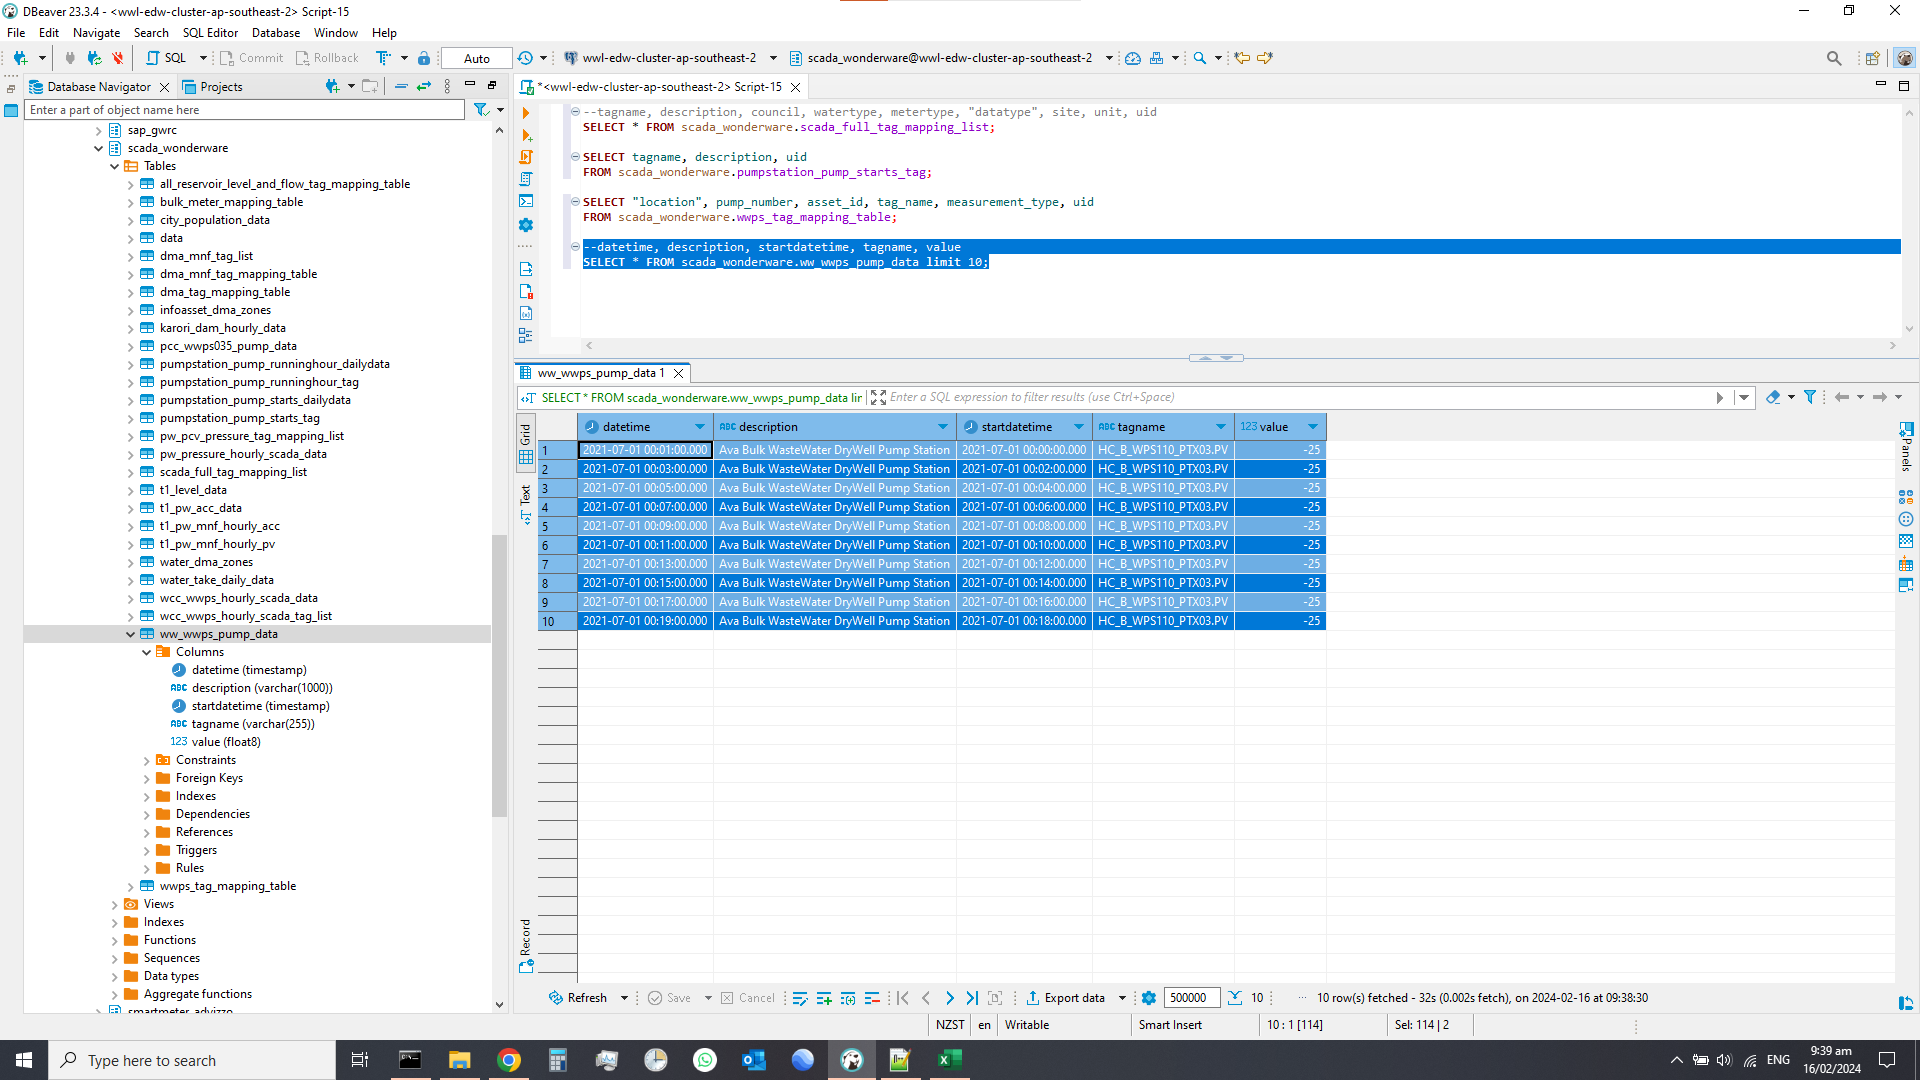 DBeaver 23.3.4 - <wwl-edw-cluster-ap-southeast-2> Script-15
File Edit Navigate Search SQL Editor Database Window Help
SQL Commit Rollback Auto wwl-edw-cluster-ap-southeast-2 scada_wonderware@wwl-edw-cluster-ap-southeast-2
Database Navigator Projects
Enter a part of object name here
sap_gwrc
scada_wonderware
Tables
all_reservoir_level_and_flow_tag_mapping_table
bulk_meter_mapping_table
city_population_data
data
dma_mnf_tag_list
dma_mnf_tag_mapping_table
dma_tag_mapping_table
infoasset_dma_zones
karori_dam_hourly_data
pcc_wwps035_pump_data
pumpstation_pump_runninghour_dailydata
pumpstation_pump_runninghour_tag
pumpstation_pump_starts_dailydata
pumpstation_pump_starts_tag
pw_pcv_pressure_tag_mapping_list
pw_pressure_hourly_scada_data
scada_full_tag_mapping_list
t1_level_data
t1_pw_acc_data
t1_pw_mnf_hourly_acc
t1_pw_mnf_hourly_pv
water_dma_zones
water_take_daily_data
wcc_wwps_hourly_scada_data
wcc_wwps_hourly_scada_tag_list
ww_wwps_pump_data
Columns
datetime (timestamp)
ABC description (varchar(1000))
startdatetime (timestamp)
ABC tagname (varchar(255))
123 value (float8)
Constraints
Foreign Keys
Indexes
Dependencies
References
Triggers
Rules
wwps_tag_mapping_table
Views
Indexes
Functions
Sequences
Data types
Aggregate functions
smartmeter_advizzo
*<wwl-edw-cluster-ap-southeast-2> Script-15
--tagname, description, council, watertype, metertype, "datatype", site, unit, uid
SELECT * FROM scada_wonderware.scada_full_tag_mapping_list;
SELECT tagname, description, uid
FROM scada_wonderware.pumpstation_pump_starts_tag;
SELECT "location", pump_number, asset_id, tag_name, measurement_type, uid
FROM scada_wonderware.wwps_tag_mapping_table;
--datetime, description, startdatetime, tagname, value
SELECT * FROM scada_wonderware.ww_wwps_pump_data limit 10;
ww_wwps_pump_data 1
SELECT * FROM scada_wonderware.ww_wwps_pump_data lir Enter a SQL expression to filter results (use Ctrl+Space)
Grid
Text
Record
Panels
datetime ABC description startdatetime ABC tagname 123 value
1 2021-07-01 00:01:00.000 Ava Bulk WasteWater DryWell Pump Station 2021-07-01 00:00:00.000 HC_B_WPS110_PTX03.PV -25
2 2021-07-01 00:03:00.000 Ava Bulk WasteWater DryWell Pump Station 2021-07-01 00:02:00.000 HC_B_WPS110_PTX03.PV -25
3 2021-07-01 00:05:00.000 Ava Bulk WasteWater DryWell Pump Station 2021-07-01 00:04:00.000 HC_B_WPS110_PTX03.PV -25
4 2021-07-01 00:07:00.000 Ava Bulk WasteWater DryWell Pump Station 2021-07-01 00:06:00.000 HC_B_WPS110_PTX03.PV -25
5 2021-07-01 00:09:00.000 Ava Bulk WasteWater DryWell Pump Station 2021-07-01 00:08:00.000 HC_B_WPS110_PTX03.PV -25
6 2021-07-01 00:11:00.000 Ava Bulk WasteWater DryWell Pump Station 2021-07-01 00:10:00.000 HC_B_WPS110_PTX03.PV -25
7 2021-07-01 00:13:00.000 Ava Bulk WasteWater DryWell Pump Station 2021-07-01 00:12:00.000 HC_B_WPS110_PTX03.PV -25
8 2021-07-01 00:15:00.000 Ava Bulk WasteWater DryWell Pump Station 2021-07-01 00:14:00.000 HC_B_WPS110_PTX03.PV -25
9 2021-07-01 00:17:00.000 Ava Bulk WasteWater DryWell Pump Station 2021-07-01 00:16:00.000 HC_B_WPS110_PTX03.PV -25
10 2021-07-01 00:19:00.000 Ava Bulk WasteWater DryWell Pump Station 2021-07-01 00:18:00.000 HC_B_WPS110_PTX03.PV -25
Refresh Save Cancel Export data 500000 10 10 row(s) fetched - 32s (0.002s fetch), on 2024-02-16 at 09:38:30
NZST en Writable Smart Insert 10 : 1 [114] Sel: 114 | 2
Type here to search
ENG
9:39 am
16/02/2024